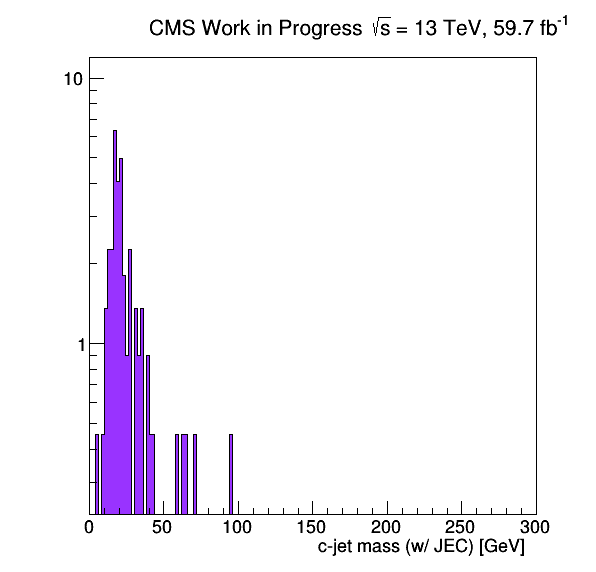 CMS Work in Progress √s = 13 TeV, 59.7 fb⁻¹
10
1
0 50 100 150 200 250 300
c-jet mass (w/ JEC) [GeV]